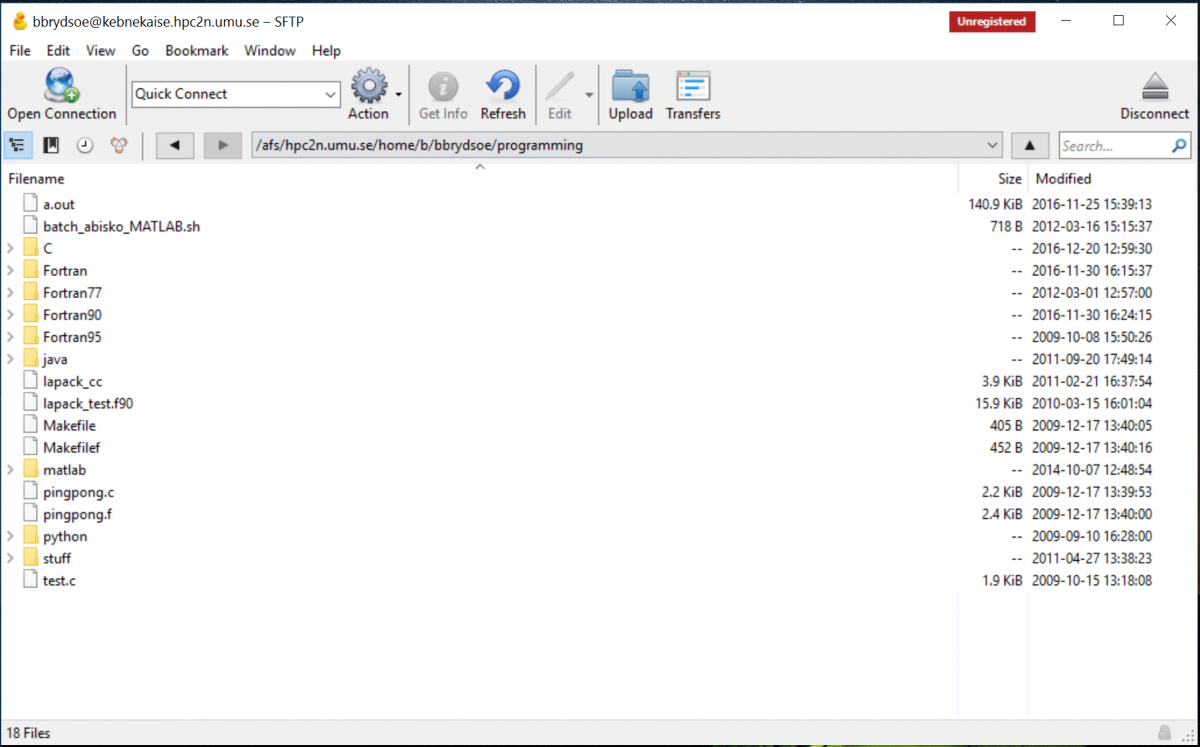 bbrydsoe@kebnekaise.hpc2n.umu.se – SFTP Unregistered
File Edit View Go Bookmark Window Help
Open Connection Quick Connect Action Get Info Refresh Edit Upload Transfers Disconnect
/afs/hpc2n.umu.se/home/b/bbrydsoe/programming Search...
Filename Size Modified
a.out 140.9 KiB 2016-11-25 15:39:13
batch_abisko_MATLAB.sh 718 B 2012-03-16 15:15:37
C -- 2016-12-20 12:59:30
Fortran -- 2016-11-30 16:15:37
Fortran77 -- 2012-03-01 12:57:00
Fortran90 -- 2016-11-30 16:24:15
Fortran95 -- 2009-10-08 15:50:26
java -- 2011-09-20 17:49:14
lapack_cc 3.9 KiB 2011-02-21 16:37:54
lapack_test.f90 15.9 KiB 2010-03-15 16:01:04
Makefile 405 B 2009-12-17 13:40:05
Makefilef 452 B 2009-12-17 13:40:16
matlab -- 2014-10-07 12:48:54
pingpong.c 2.2 KiB 2009-12-17 13:39:53
pingpong.f 2.4 KiB 2009-12-17 13:40:00
python -- 2009-09-10 16:28:00
stuff -- 2011-04-27 13:38:23
test.c 1.9 KiB 2009-10-15 13:18:08
18 Files